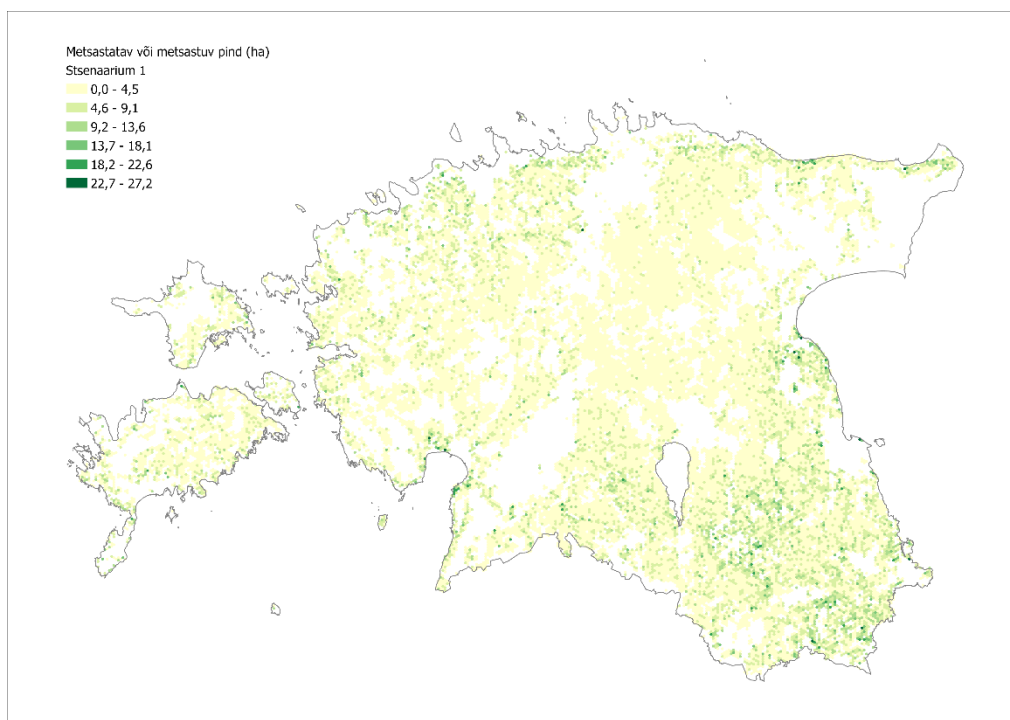 Metsastatav või metsastuv pind (ha)
Stsenaarium 1
0,0 - 4,5
4,6 - 9,1
9,2 - 13,6
13,7 - 18,1
18,2 - 22,6
22,7 - 27,2